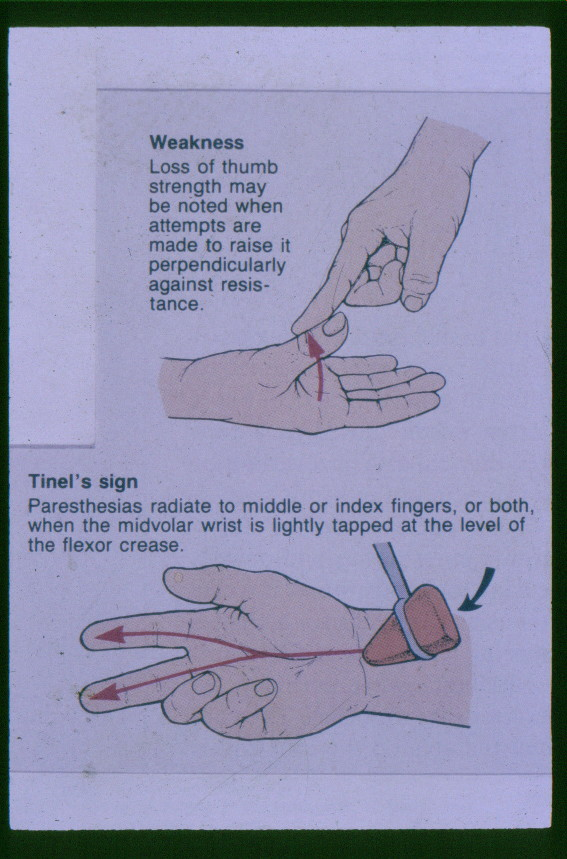 Weakness
Loss of thumb
strength may
be noted when
attempts are
made to raise it
perpendicularly
against resis-
tance.
Tinel's sign
Paresthesias radiate to middle or index fingers, or both,
when the midvolar wrist is lightly tapped at the level of
the flexor crease.